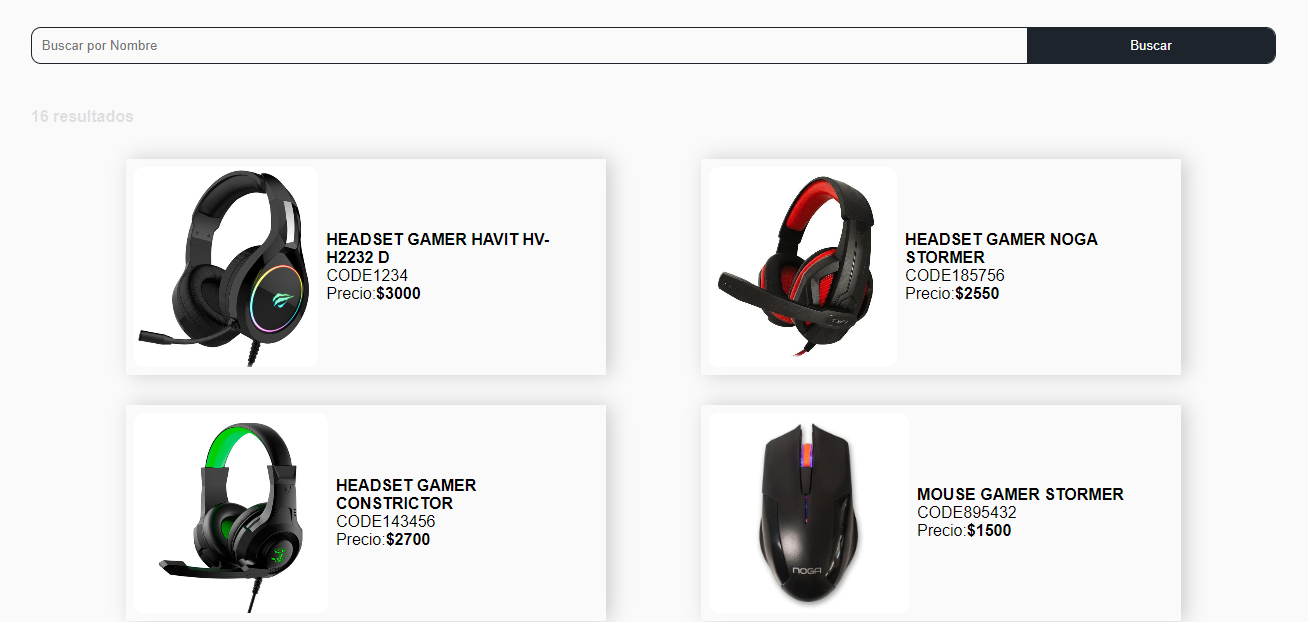 Buscar por Nombre
Buscar
16 resultados
HEADSET GAMER HAVIT HV-
H2232 D
CODE1234
Precio:$3000
HEADSET GAMER NOGA
STORMER
CODE185756
Precio:$2550
HEADSET GAMER
CONSTRICTOR
CODE143456
Precio:$2700
NOGA
MOUSE GAMER STORMER
CODE895432
Precio:$1500